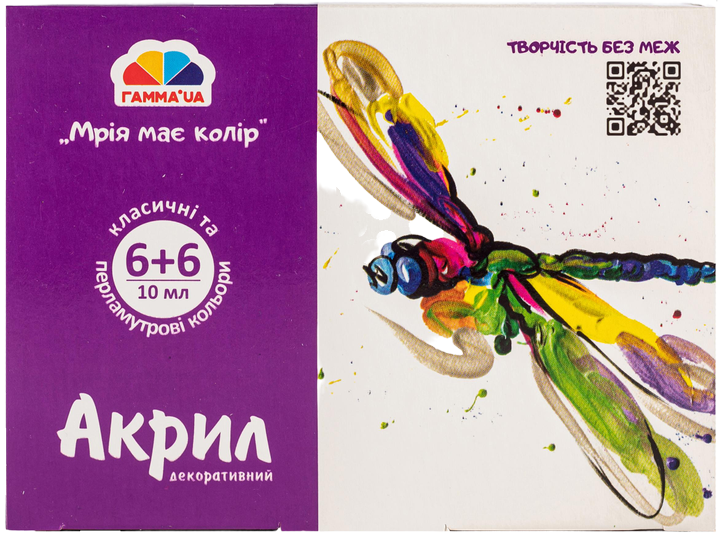 ГАММА UA
„Мрія має колір"
класичні та
6+6
10 мл
перламутрові кольори
Акрил
декоративний
ТВОРЧІСТЬ БЕЗ МЕЖ